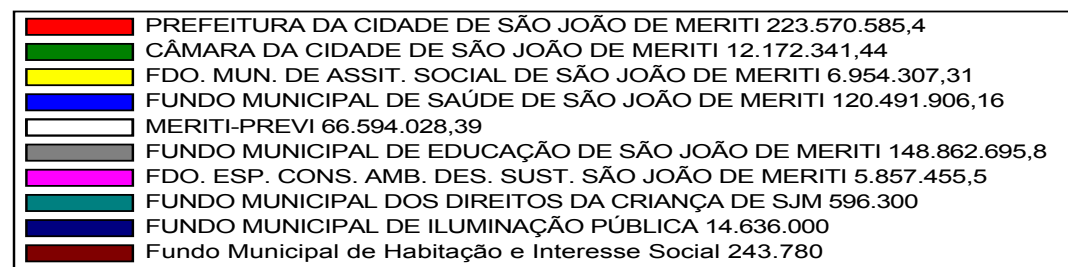 PREFEITURA DA CIDADE DE SÃO JOÃO DE MERITI 223.570.585,4
CÂMARA DA CIDADE DE SÃO JOÃO DE MERITI 12.172.341,44
FDO. MUN. DE ASSIT. SOCIAL DE SÃO JOÃO DE MERITI 6.954.307,31
FUNDO MUNICIPAL DE SAÚDE DE SÃO JOÃO DE MERITI 120.491.906,16
MERITI-PREVI 66.594.028,39
FUNDO MUNICIPAL DE EDUCAÇÃO DE SÃO JOÃO DE MERITI 148.862.695,8
FDO. ESP. CONS. AMB. DES. SUST. SÃO JOÃO DE MERITI 5.857.455,5
FUNDO MUNICIPAL DOS DIREITOS DA CRIANÇA DE SJM 596.300
FUNDO MUNICIPAL DE ILUMINAÇÃO PÚBLICA 14.636.000
Fundo Municipal de Habitação e Interesse Social 243.780